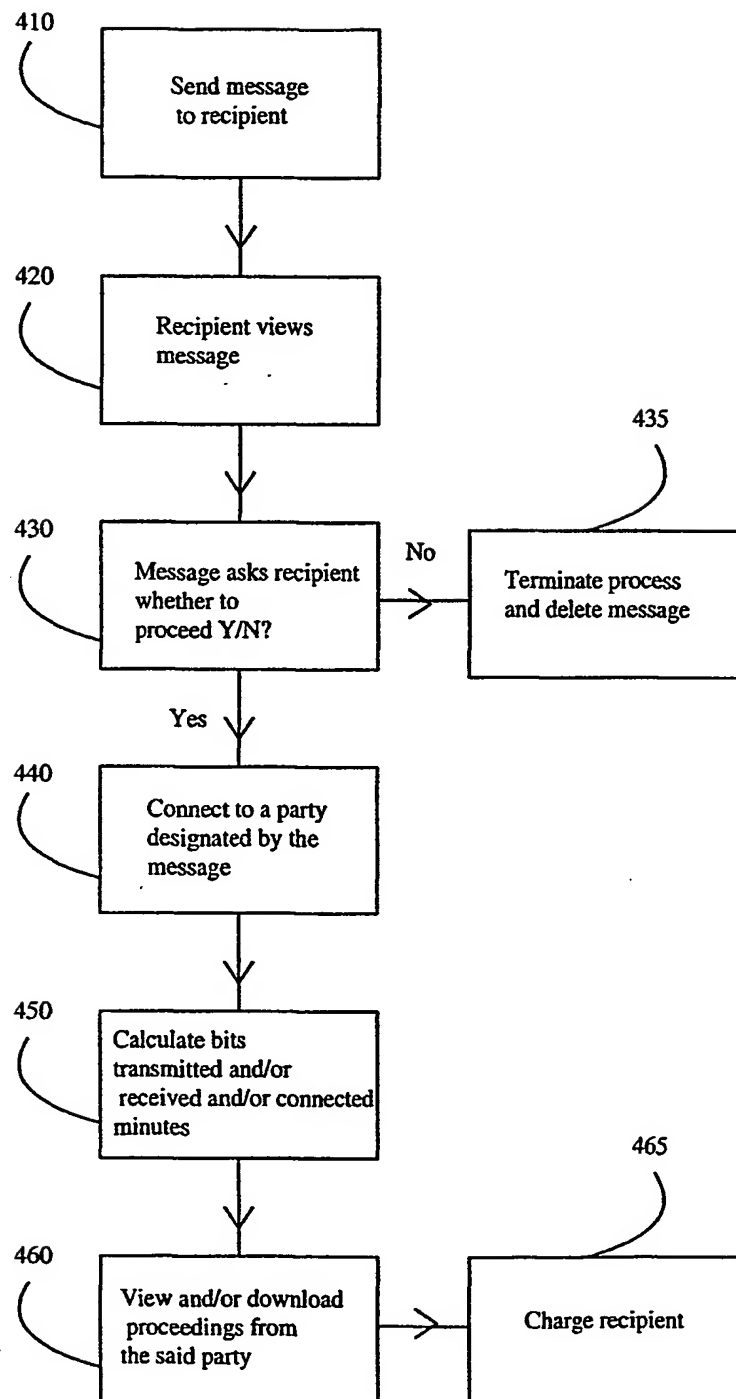 410
Send message
to recipient
420
Recipient views
message
435
430
Message asks recipient
whether to
proceed Y/N?
No
Terminate process
and delete message
Yes
440
Connect to a party
designated by the
message
450
Calculate bits
transmitted and/or
received and/or connected
minutes
465
460
View and/or download
proceedings from
the said party
Charge recipient